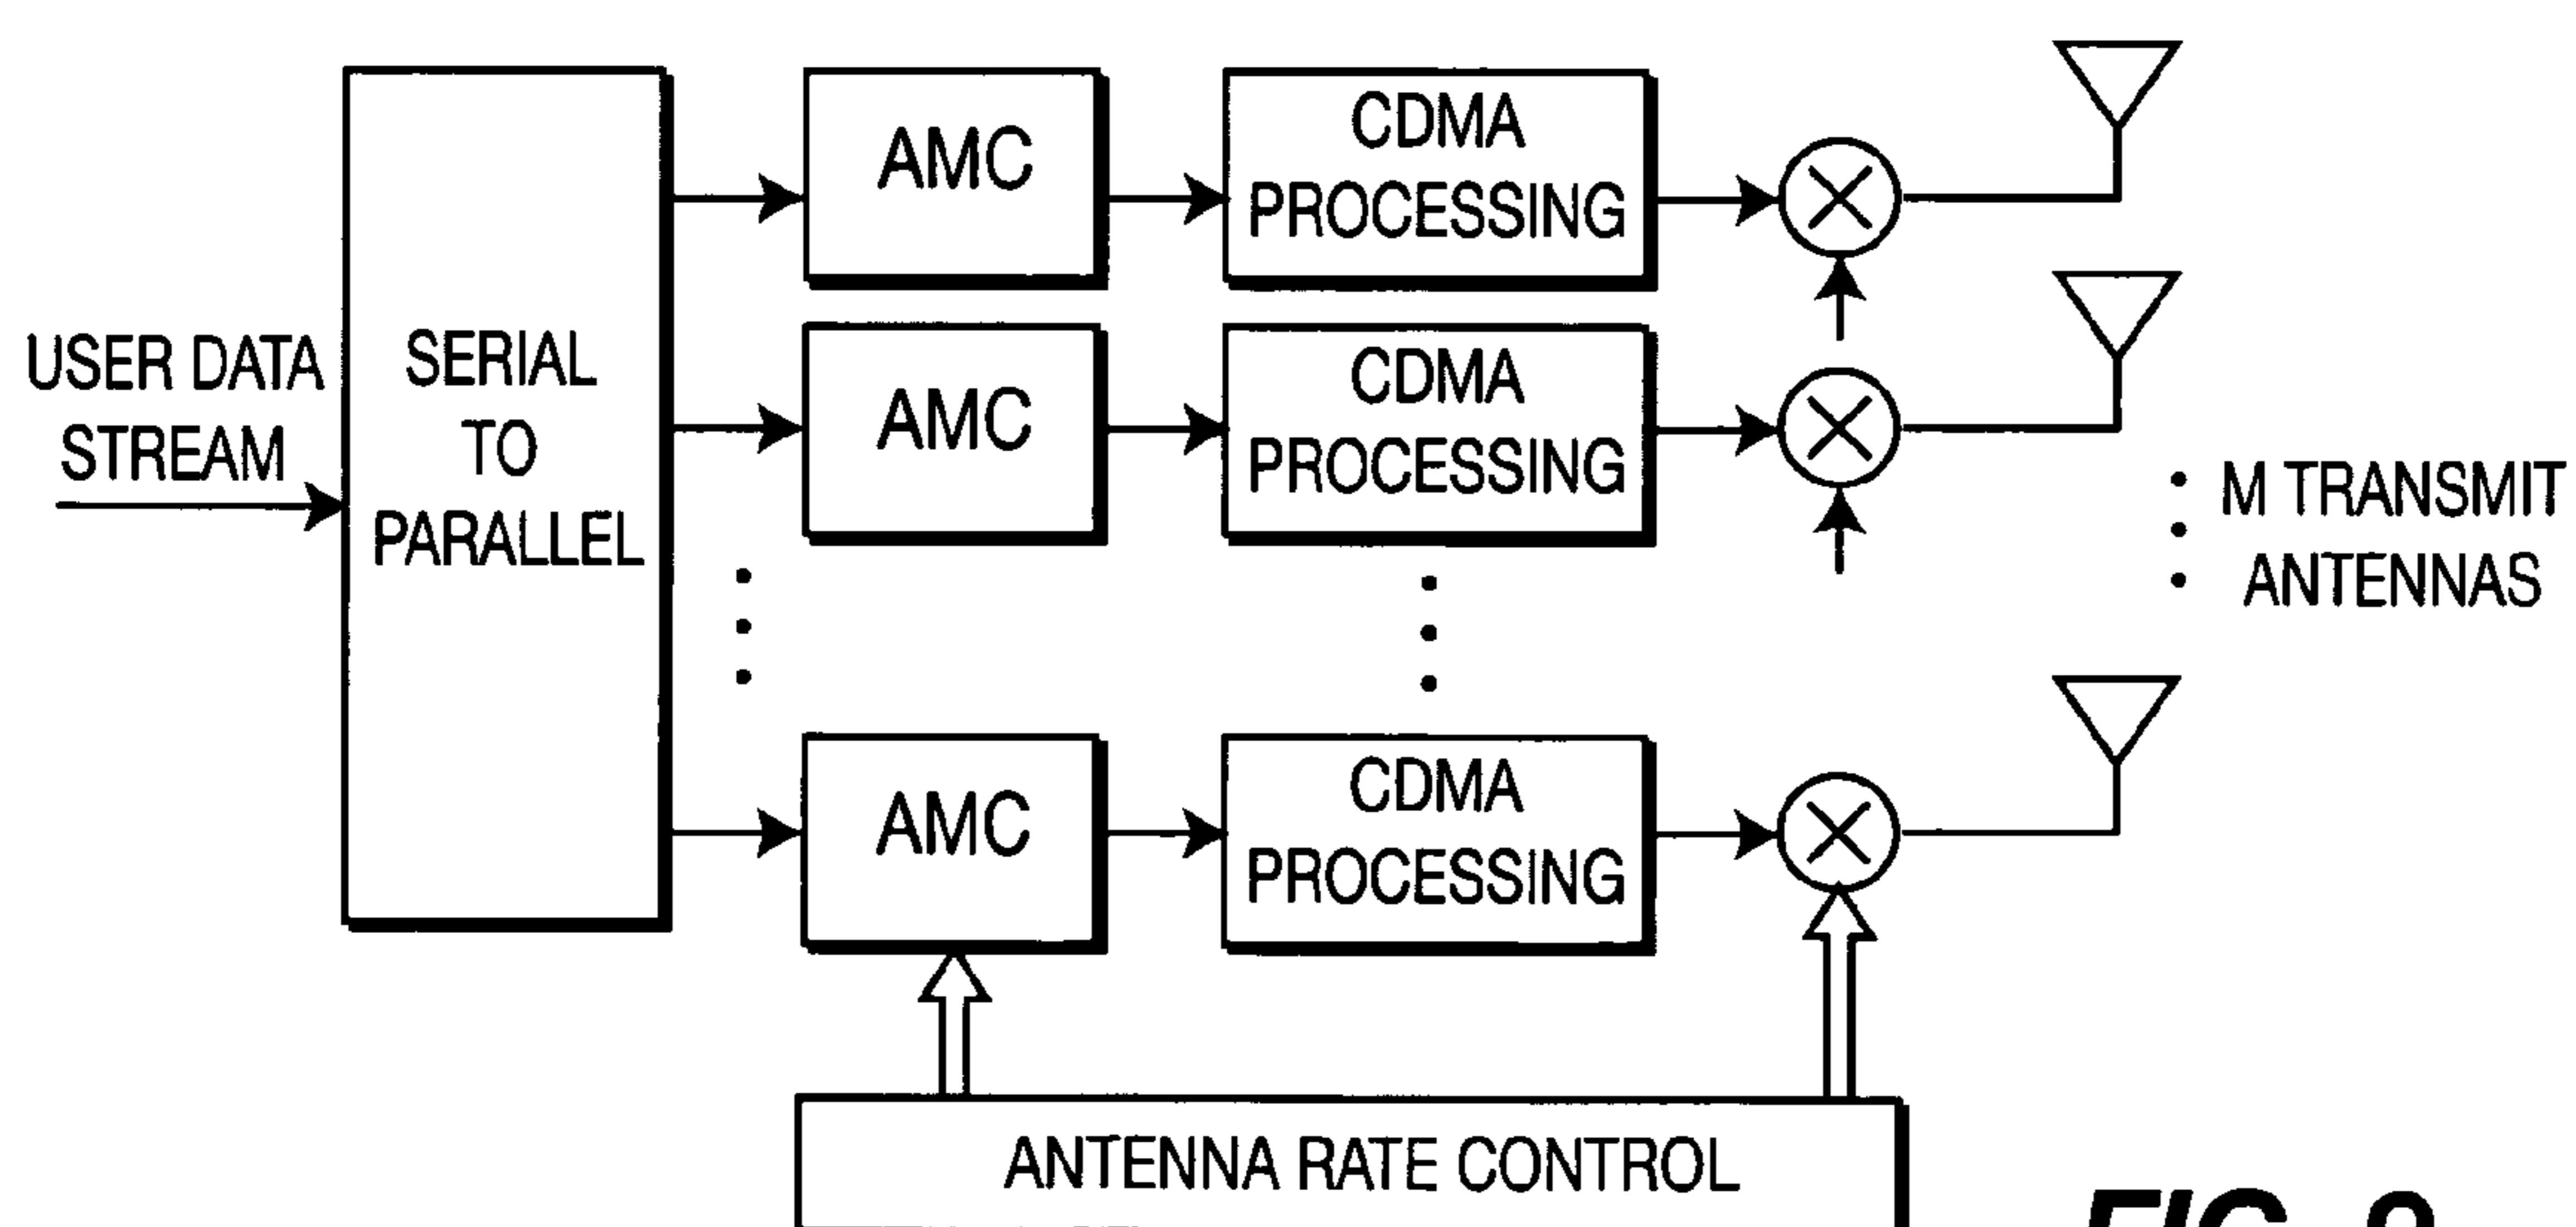 USER DATA
STREAM
SERIAL
TO
PARALLEL
AMC
CDMA
PROCESSING
AMC
CDMA
PROCESSING
M TRANSMIT
ANTENNAS
AMC
CDMA
PROCESSING
ANTENNA RATE CONTROL
FIG.